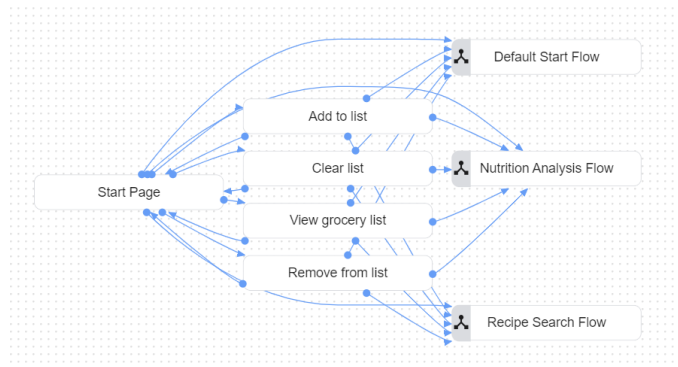 Default Start Flow
Add to list
Clear list
Nutrition Analysis Flow
Start Page
View grocery list
Remove from list
Recipe Search Flow